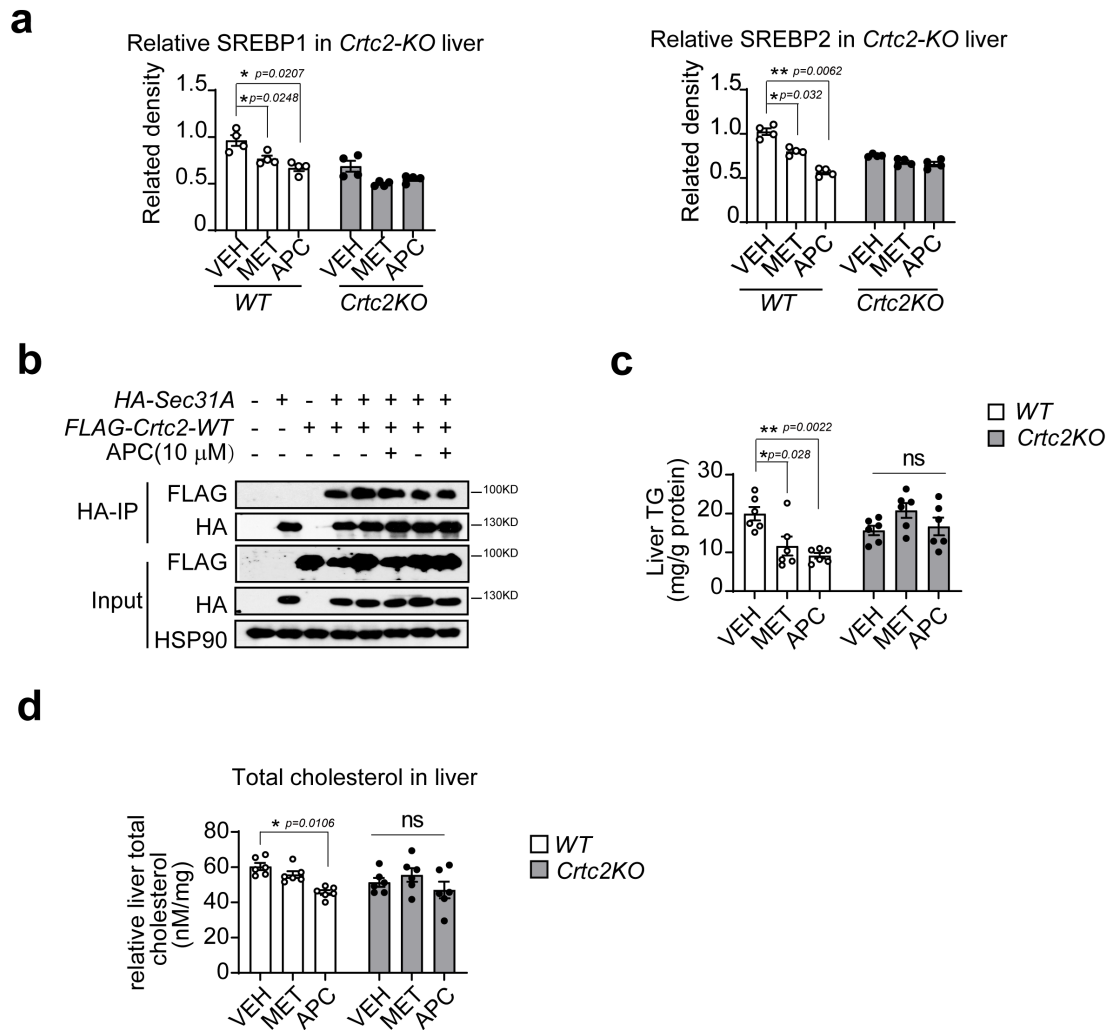 a
Relative SREBP1 in Crtc2-KO liver
Related density
1.5
1.0
0.5
0
* p=0.0207
* p=0.0248
VEH MET APC VEH MET APC
WT Crtc2KO
Relative SREBP2 in Crtc2-KO liver
Related density
1.5
1.0
0.5
0
** p=0.0062
* p=0.032
VEH MET APC VEH MET APC
WT Crtc2KO
b
HA-Sec31A - + - + + + + +
FLAG-Crtc2-WT - - + + + + + +
APC(10 μM) - - - - - + - +
HA-IP
FLAG 100KD
HA 130KD
Input
FLAG 100KD
HA 130KD
HSP90
c
WT
Crtc2KO
Liver TG
(mg/g protein)
30
20
10
0
** p=0.0022
* p=0.028
ns
VEH MET APC VEH MET APC
d
Total cholesterol in liver
relative liver total
cholesterol
(nM/mg)
80
60
40
20
0
* p=0.0106
ns
VEH MET APC VEH MET APC
WT
Crtc2KO